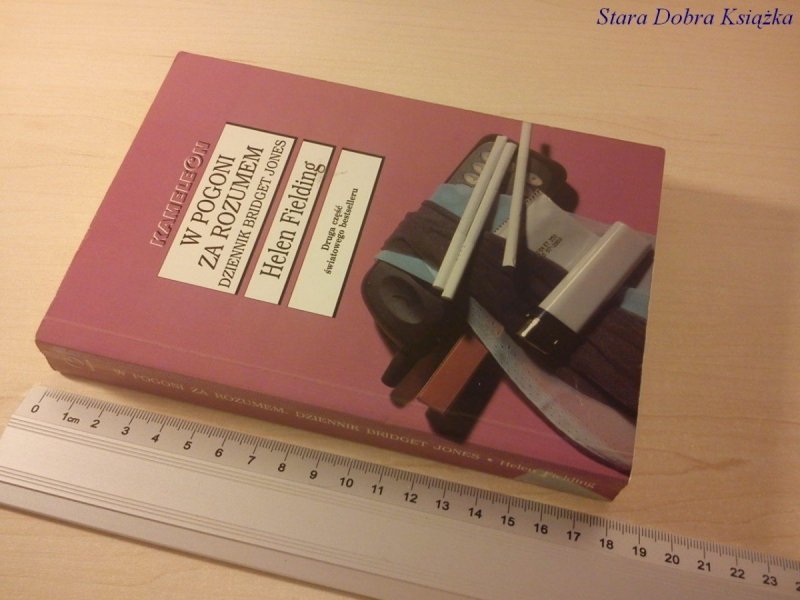 Stara Dobra Książka
KAMELEON
W POGONI
ZA ROZUMEM
DZIENNIK BRIDGET JONES
Helen Fielding
Druga część
światowego bestselleru
W POGONI ZA ROZUMEM. DZIENNIK BRIDGET JONES • Helen Fielding
0 1cm 2 3 4 5 6 7 8 9 10 11 12 13 14 15 16 17 18 19 20 21 22 23